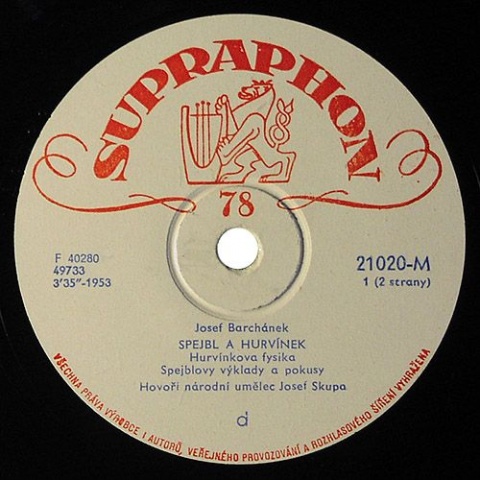 SUPRAPHON
78
F 40280
49733
3'35"-1953
21020-M
1 (2 strany)
Josef Barchánek
SPEJBL A HURVÍNEK
Hurvínkova fysika
Spejblovy výklady a pokusy
Hovoří národní umělec Josef Skupa
d
VŠECHNA PRÁVA VÝROBCE I AUTORŮ, VEŘEJNÉHO PROVOZOVÁNÍ A ROZHLASOVÉHO ŠÍŘENÍ VYHRAŽENA